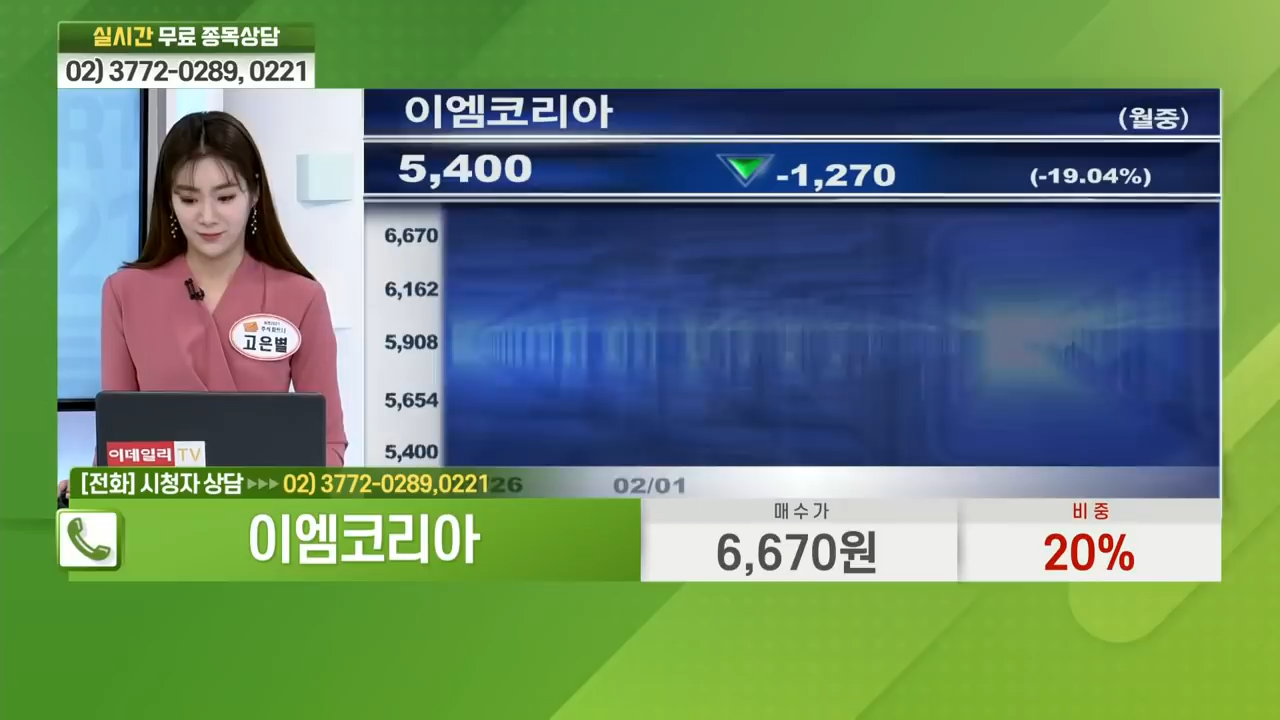 실시간 무료 종목상담
02) 3772-0289, 0221
이엠코리아
(월중)
5,400
-1,270
(-19.04%)
6,670
6,162
5,908
5,654
5,400
고은별
이데일리 TV
26
02/01
[전화] 시청자 상담 ▷▷▷ 02) 3772-0289,0221
이엠코리아
매수가
6,670원
비중
20%